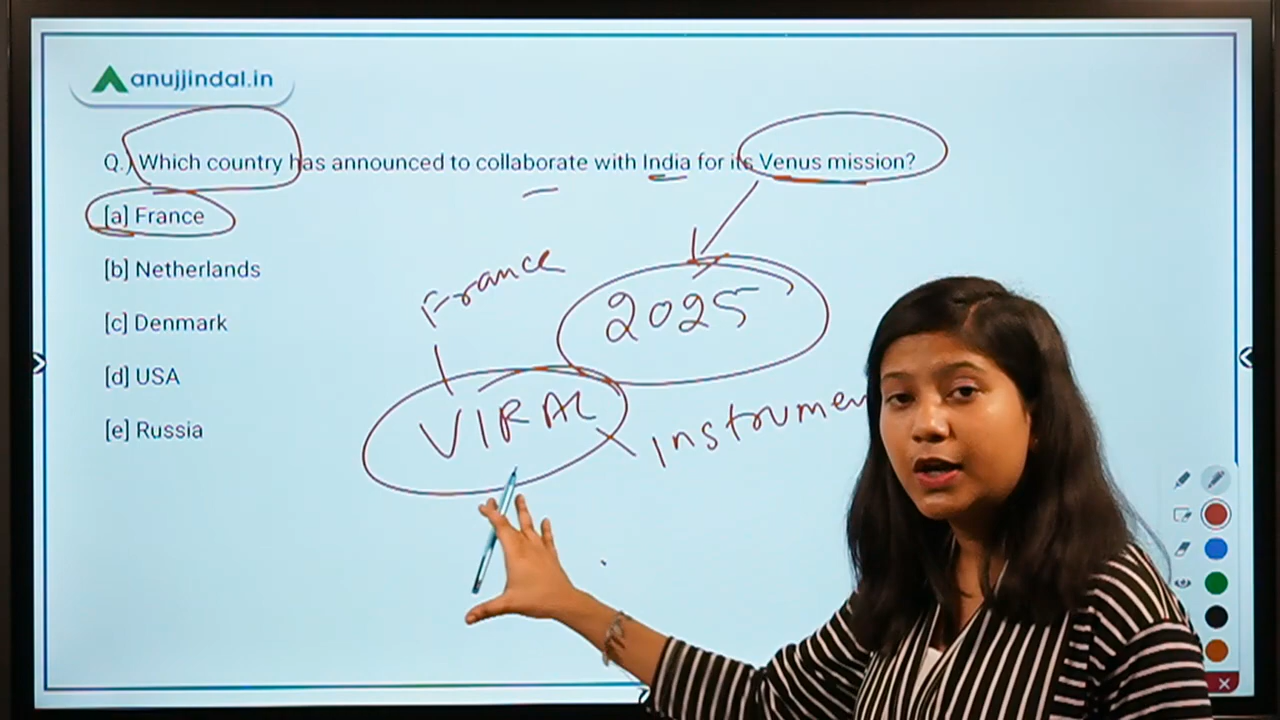 anujjindal.in
Q.) Which country has announced to collaborate with India for its Venus mission?
[a] France
[b] Netherlands
[c] Denmark
[d] USA
[e] Russia
France
2025
VIRAL
Instrumen